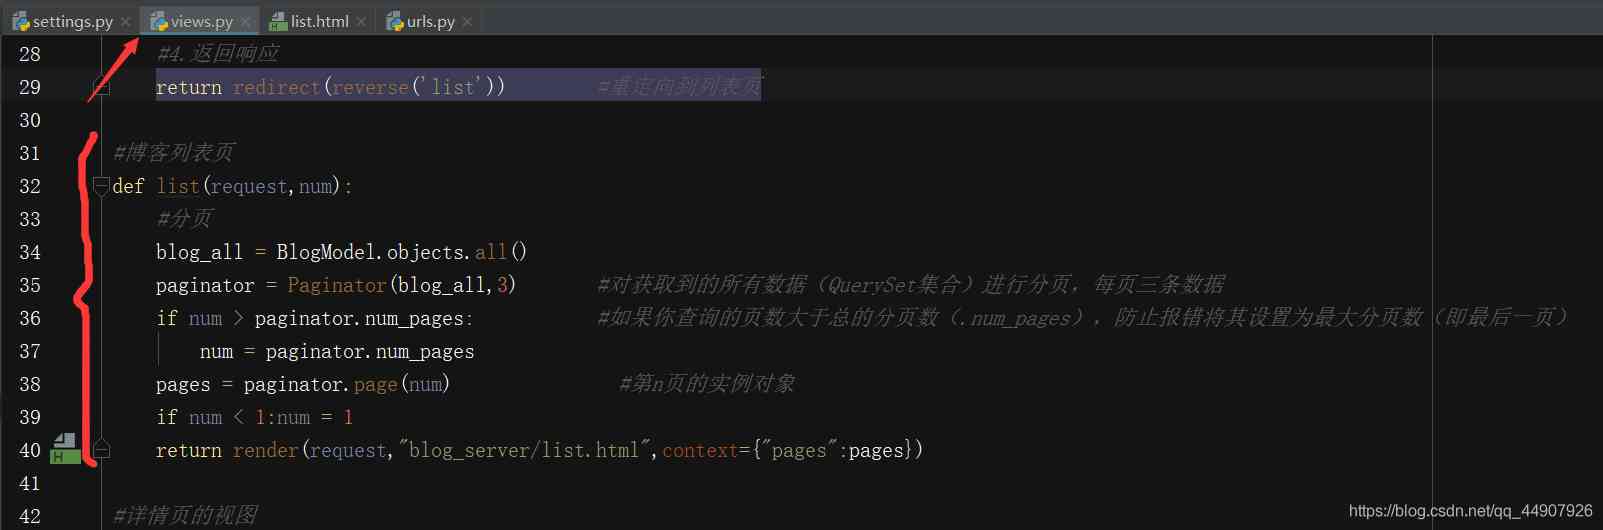 settings.py × views.py × list.html × urls.py ×
28 #4.返回响应
29 return redirect(reverse('list')) #重定向到列表页
30
31 #博客列表页
32 def list(request,num):
33 #分页
34 blog_all = BlogModel.objects.all()
35 paginator = Paginator(blog_all,3) #对获取到的所有数据（QuerySet集合）进行分页，每页三条数据
36 if num > paginator.num_pages: #如果你查询的页数大于总的分页数（.num_pages），防止报错将其设置为最大分页数（即最后一页）
37 num = paginator.num_pages
38 pages = paginator.page(num) #第n页的实例对象
39 if num < 1:num = 1
40 return render(request,"blog_server/list.html",context={"pages":pages})
41
42 #详情页的视图
https://blog.csdn.net/qq_44907926